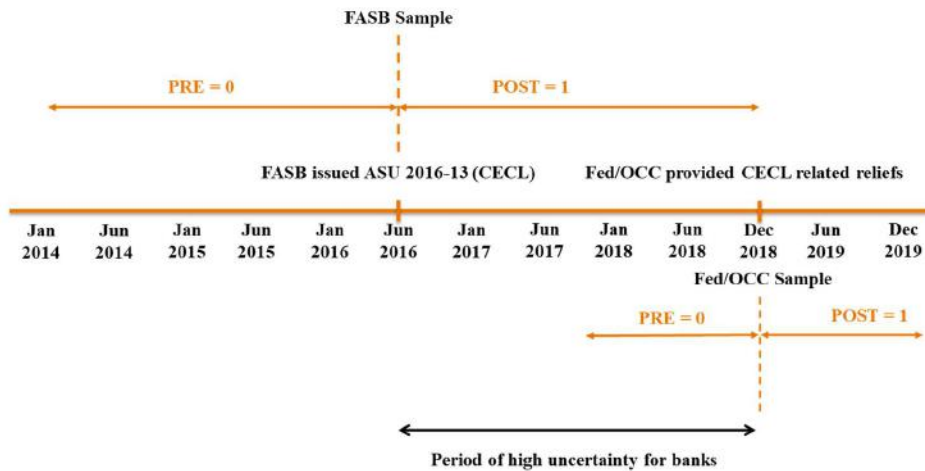 FASB Sample
PRE = 0 POST = 1
FASB issued ASU 2016-13 (CECL) Fed/OCC provided CECL related reliefs
Jan Jun Jan Jun Jan Jun Jan Jun Jan Jun Dec Jun Dec
2014 2014 2015 2015 2016 2016 2017 2017 2018 2018 2018 2019 2019
Fed/OCC Sample
PRE = 0 POST = 1
Period of high uncertainty for banks